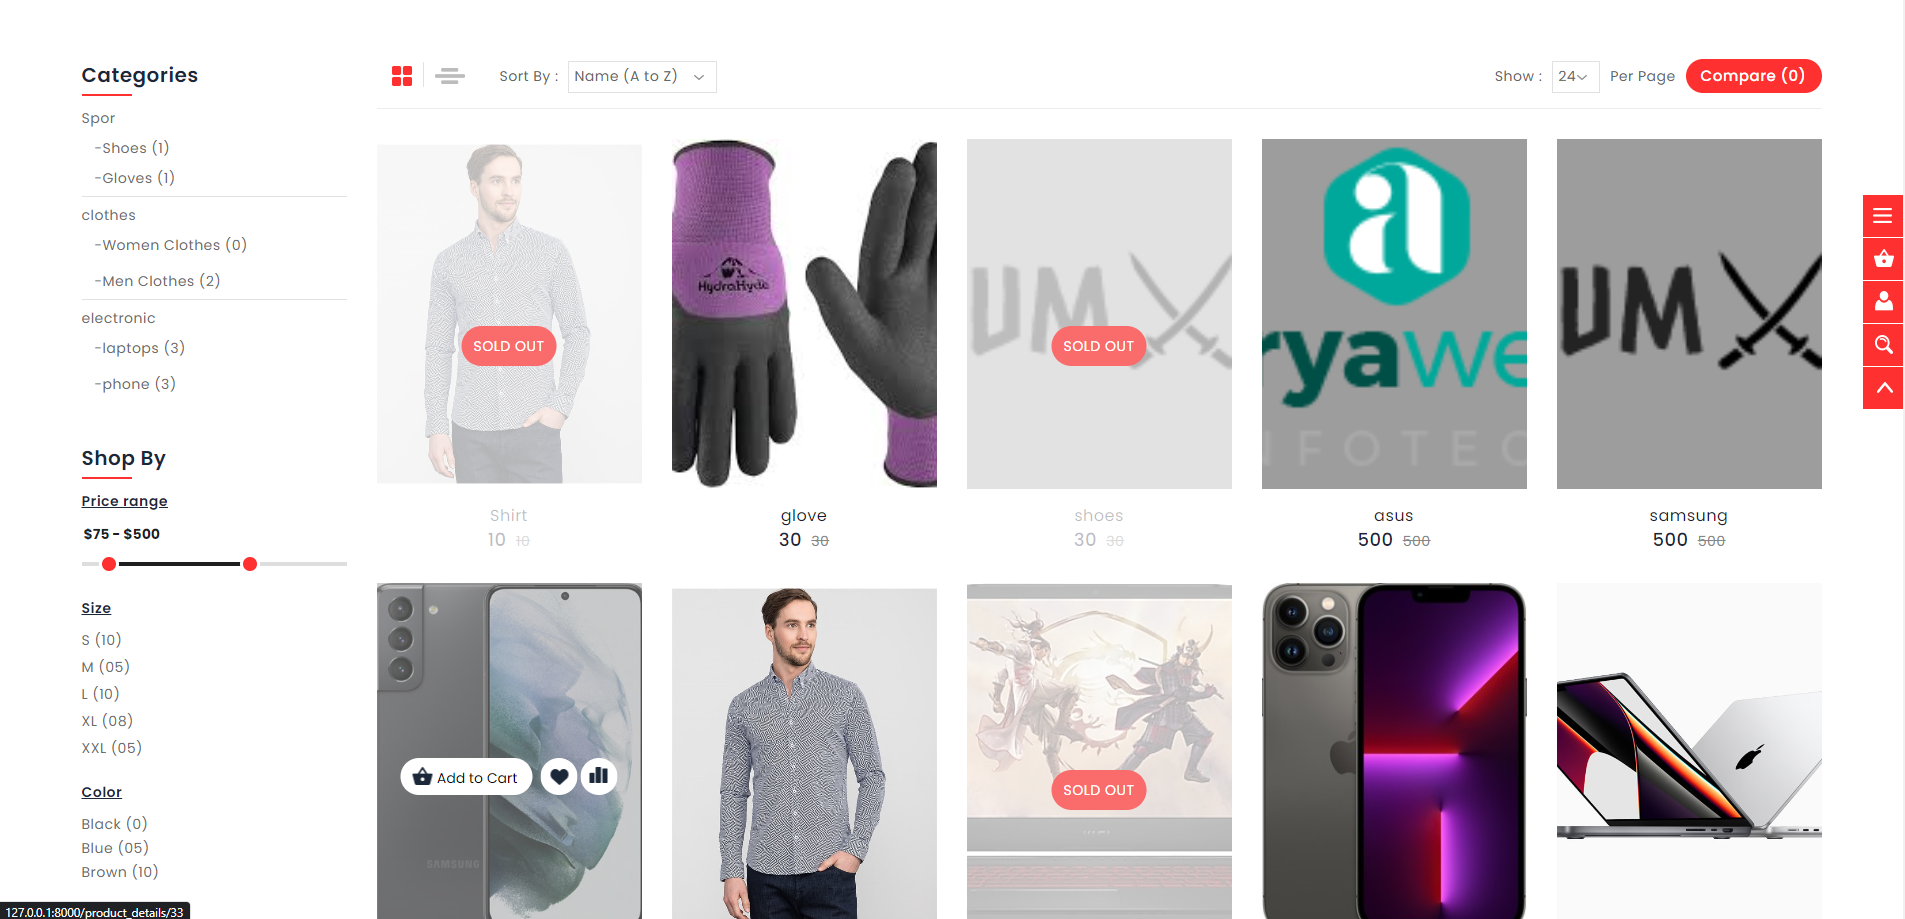 Categories
Spor
-Shoes (1)
-Gloves (1)
clothes
-Women Clothes (0)
-Men Clothes (2)
electronic
-laptops (3)
-phone (3)
Shop By
Price range
$75 - $500
Size
S (10)
M (05)
L (10)
XL (08)
XXL (05)
Color
Black (0)
Blue (05)
Brown (10)
127.0.0.1:8000/product_details/33
Sort By : Name (A to Z)
Show : 24 Per Page Compare (0)
SOLD OUT
Shirt
10 10
HydraHyde
glove
30 30
UM
SOLD OUT
shoes
30 30
a
ryawe
NFOTEC
asus
500 500
UM
samsung
500 500
SAMSUNG
Add to Cart
SOLD OUT